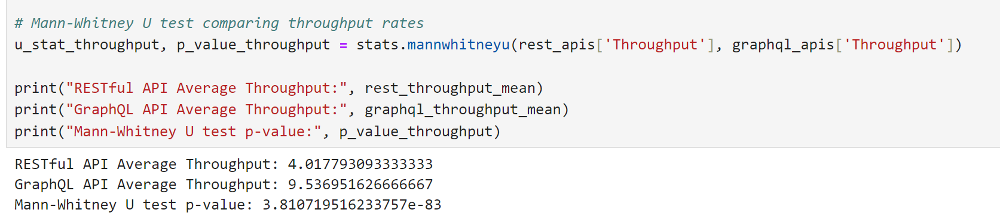 # Mann-Whitney U test comparing throughput rates
u_stat_throughput, p_value_throughput = stats.mannwhitneyu(rest_apis['Throughput'], graphql_apis['Throughput'])
print("RESTful API Average Throughput:", rest_throughput_mean)
print("GraphQL API Average Throughput:", graphql_throughput_mean)
print("Mann-Whitney U test p-value:", p_value_throughput)
RESTful API Average Throughput: 4.017793093333333
GraphQL API Average Throughput: 9.536951626666667
Mann-Whitney U test p-value: 3.810719516233757e-83